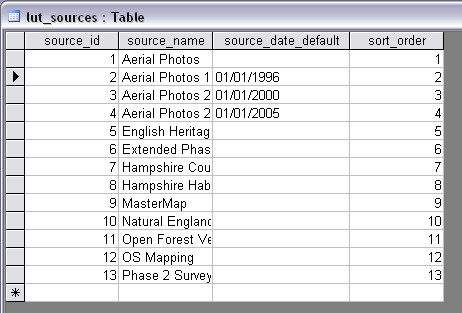 lut_sources : Table
source_id source_name source_date_default sort_order
1 Aerial Photos 1
2 Aerial Photos 1 01/01/1996 2
3 Aerial Photos 2 01/01/2000 3
4 Aerial Photos 2 01/01/2005 4
5 English Heritag 5
6 Extended Phas 6
7 Hampshire Cou 7
8 Hampshire Hab 8
9 MasterMap 9
10 Natural England 10
11 Open Forest Ve 11
12 OS Mapping 12
13 Phase 2 Survey 13